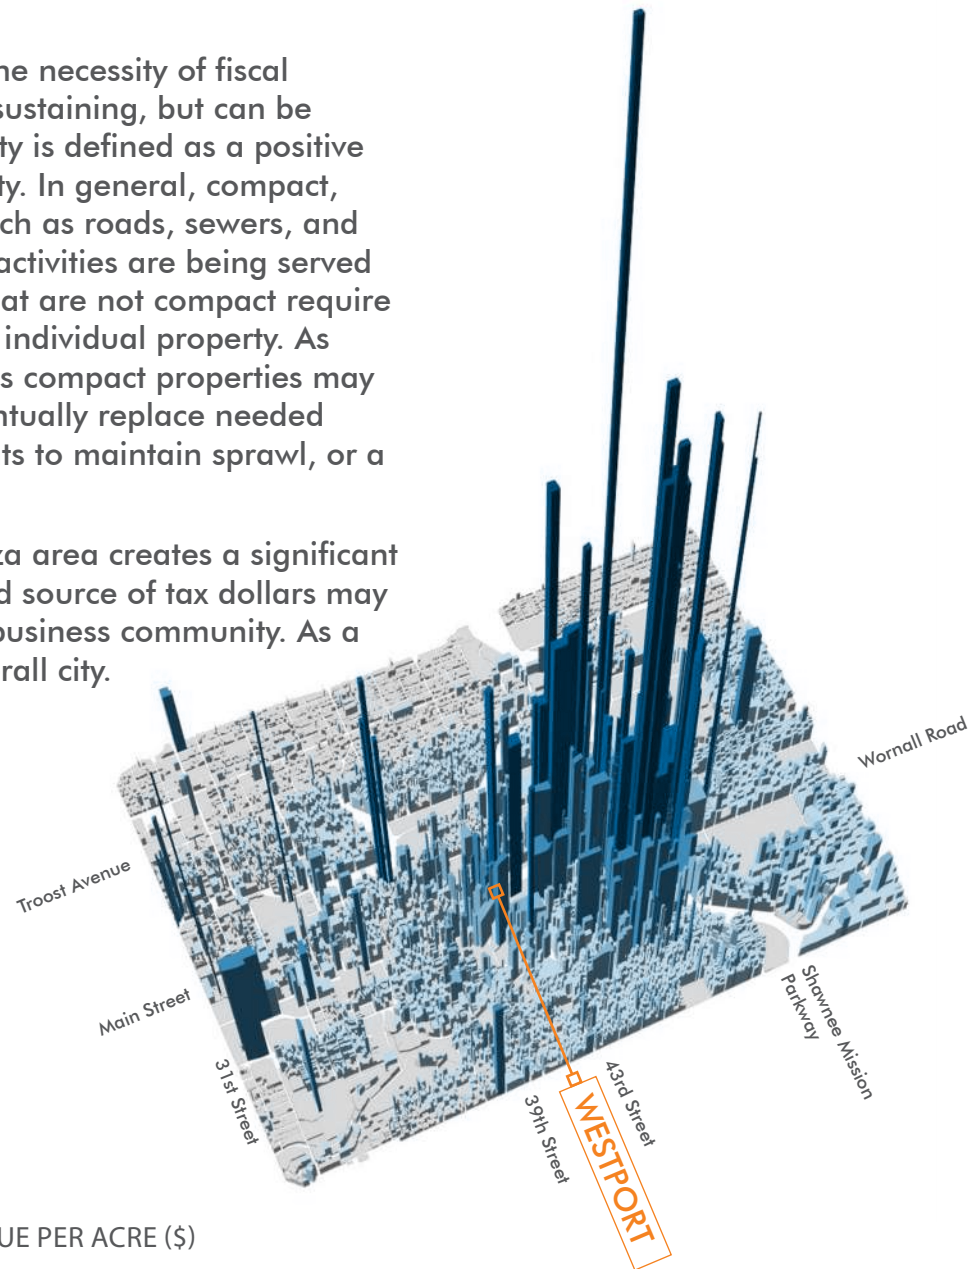 he necessity of fiscal
sustaining, but can be
ty is defined as a positive
ty. In general, compact,
ch as roads, sewers, and
activities are being served
at are not compact require
individual property. As
s compact properties may
ntually replace needed
ts to maintain sprawl, or a
za area creates a significant
d source of tax dollars may
business community. As a
rall city.
Wornall Road
Troost Avenue
Main Street
31st Street
39th Street
43rd Street
Shawnee Mission
Parkway
WESTPORT
UE PER ACRE ($)